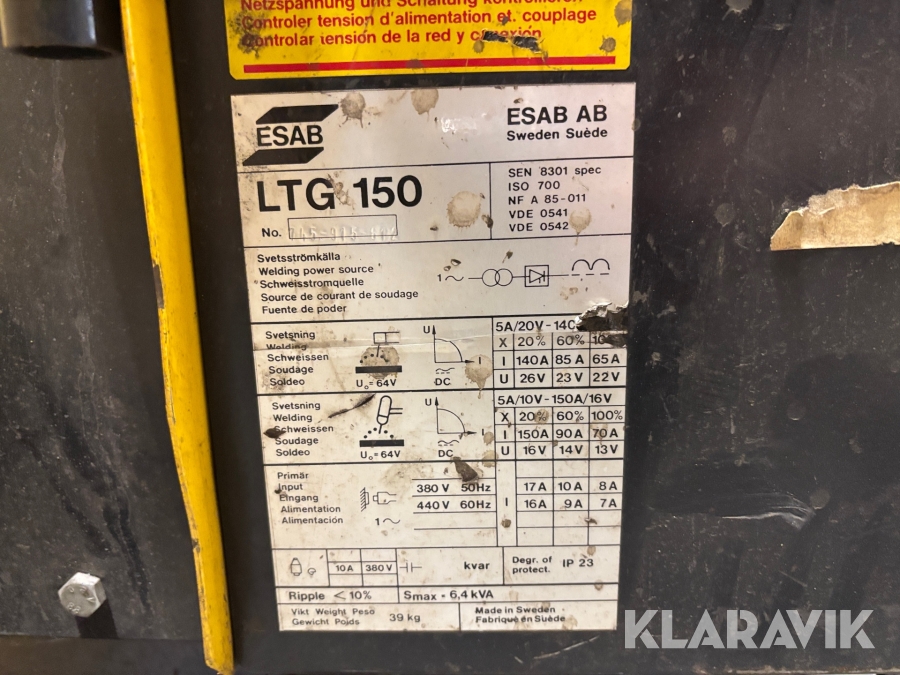 Netzspannung und Schaltung kontrollieren
Controler tension d'alimentation et. couplage
Controlar tension de la red y conexión
ESAB
ESAB AB
Sweden Suède
LTG 150
SEN 8301 spec
ISO 700
NF A 85-011
VDE 0541
VDE 0542
No.
Svetsströmkälla
Welding power source
Schweisstromquelle
Source de courant de soudage
Fuente de poder
1~
Svetsning
Welding
Schweissen
Soudage
Soldeo
U₀=64V
U
I
DC
5A/20V-140
X 20% 60%
I 140A 85A 65A
U 26V 23V 22V
Svetsning
Welding
Schweissen
Soudage
Soldeo
U₀=64V
U
I
DC
5A/10V-150A/16V
X 20% 60% 100%
I 150A 90A 70A
U 16V 14V 13V
Primär
Input
Eingang
Alimentation
Alimentación
1~
380V 50Hz
440V 60Hz
I
17A 10A 8A
16A 9A 7A
10A 380V
kvar
Degr. of protect. IP 23
Ripple < 10%
Smax = 6,4 kVA
Vikt Weight Peso
Gewicht Poids
39 kg
Made in Sweden
Fabriqué en Suède
KLARAVIK